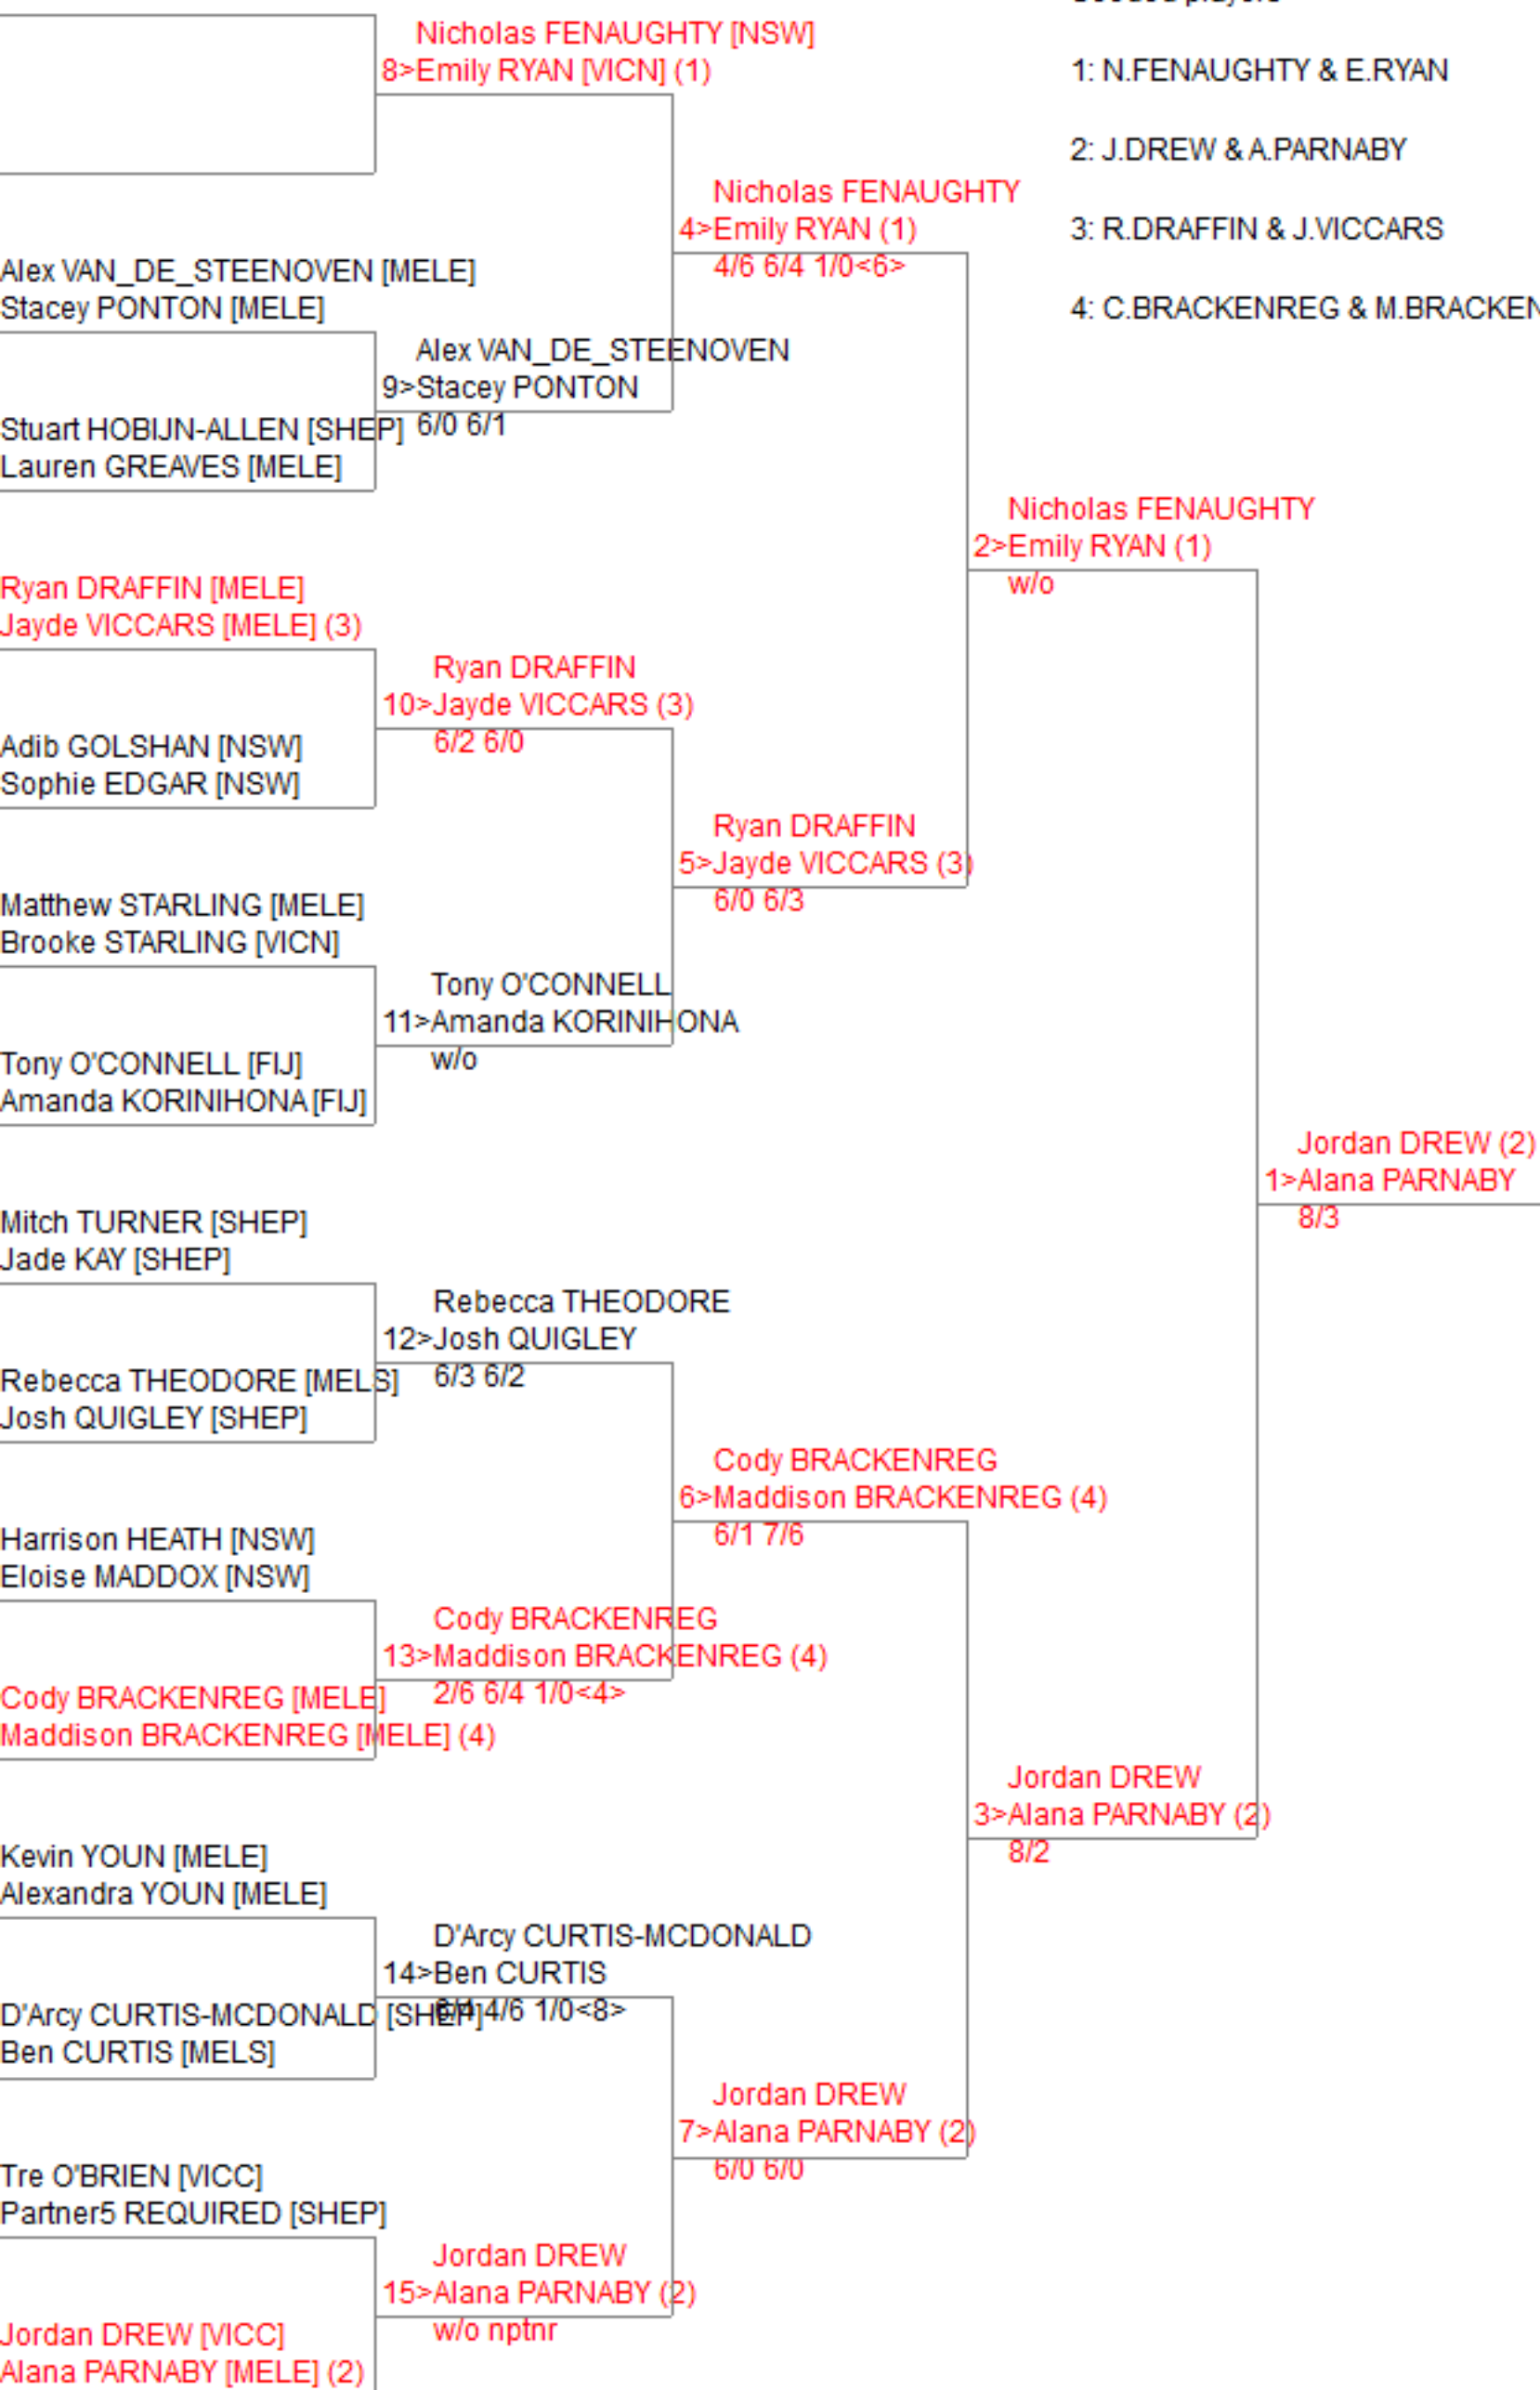 Nicholas FENAUGHTY [NSW]
8>Emily RYAN [VICN] (1)
1: N.FENAUGHTY & E.RYAN
2: J.DREW & A.PARNABY
Nicholas FENAUGHTY
4>Emily RYAN (1)
4/6 6/4 1/0<6>
3: R.DRAFFIN & J.VICCARS
Alex VAN_DE_STEENOVEN [MELE]
Stacey PONTON [MELE]
4: C.BRACKENREG & M.BRACKEN
Alex VAN_DE_STEENOVEN
9>Stacey PONTON
6/0 6/1
Stuart HOBIJN-ALLEN [SHEP]
Lauren GREAVES [MELE]
Nicholas FENAUGHTY
2>Emily RYAN (1)
w/o
Ryan DRAFFIN [MELE]
Jayde VICCARS [MELE] (3)
Ryan DRAFFIN
10>Jayde VICCARS (3)
6/2 6/0
Adib GOLSHAN [NSW]
Sophie EDGAR [NSW]
Ryan DRAFFIN
5>Jayde VICCARS (3)
6/0 6/3
Matthew STARLING [MELE]
Brooke STARLING [VICN]
Tony O'CONNELL
11>Amanda KORINIHONA
w/o
Tony O'CONNELL [FIJ]
Amanda KORINIHONA [FIJ]
Jordan DREW (2)
1>Alana PARNABY
8/3
Mitch TURNER [SHEP]
Jade KAY [SHEP]
Rebecca THEODORE
12>Josh QUIGLEY
6/3 6/2
Rebecca THEODORE [MELS]
Josh QUIGLEY [SHEP]
Cody BRACKENREG
6>Maddison BRACKENREG (4)
6/1 7/6
Harrison HEATH [NSW]
Eloise MADDOX [NSW]
Cody BRACKENREG
13>Maddison BRACKENREG (4)
2/6 6/4 1/0<4>
Cody BRACKENREG [MELE]
Maddison BRACKENREG [MELE] (4)
Jordan DREW
3>Alana PARNABY (2)
8/2
Kevin YOUN [MELE]
Alexandra YOUN [MELE]
D'Arcy CURTIS-MCDONALD
14>Ben CURTIS
6/4 4/6 1/0<8>
D'Arcy CURTIS-MCDONALD [SHEP]
Ben CURTIS [MELS]
Jordan DREW
7>Alana PARNABY (2)
6/0 6/0
Tre O'BRIEN [VICC]
Partner5 REQUIRED [SHEP]
Jordan DREW
15>Alana PARNABY (2)
w/o nptnr
Jordan DREW [VICC]
Alana PARNABY [MELE] (2)